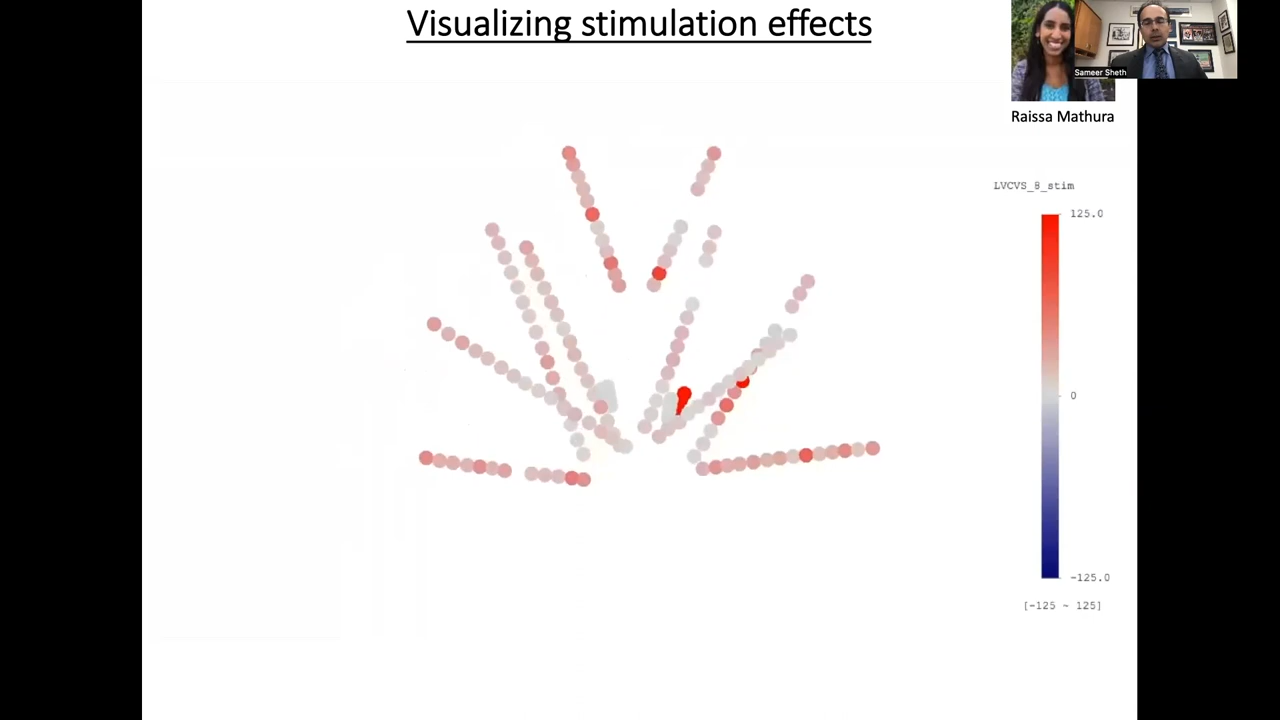 Visualizing stimulation effects
Sameer Sheth
Raissa Mathura
LVCVS_8_stim
125.0
0
-125.0
[-125 ~ 125]